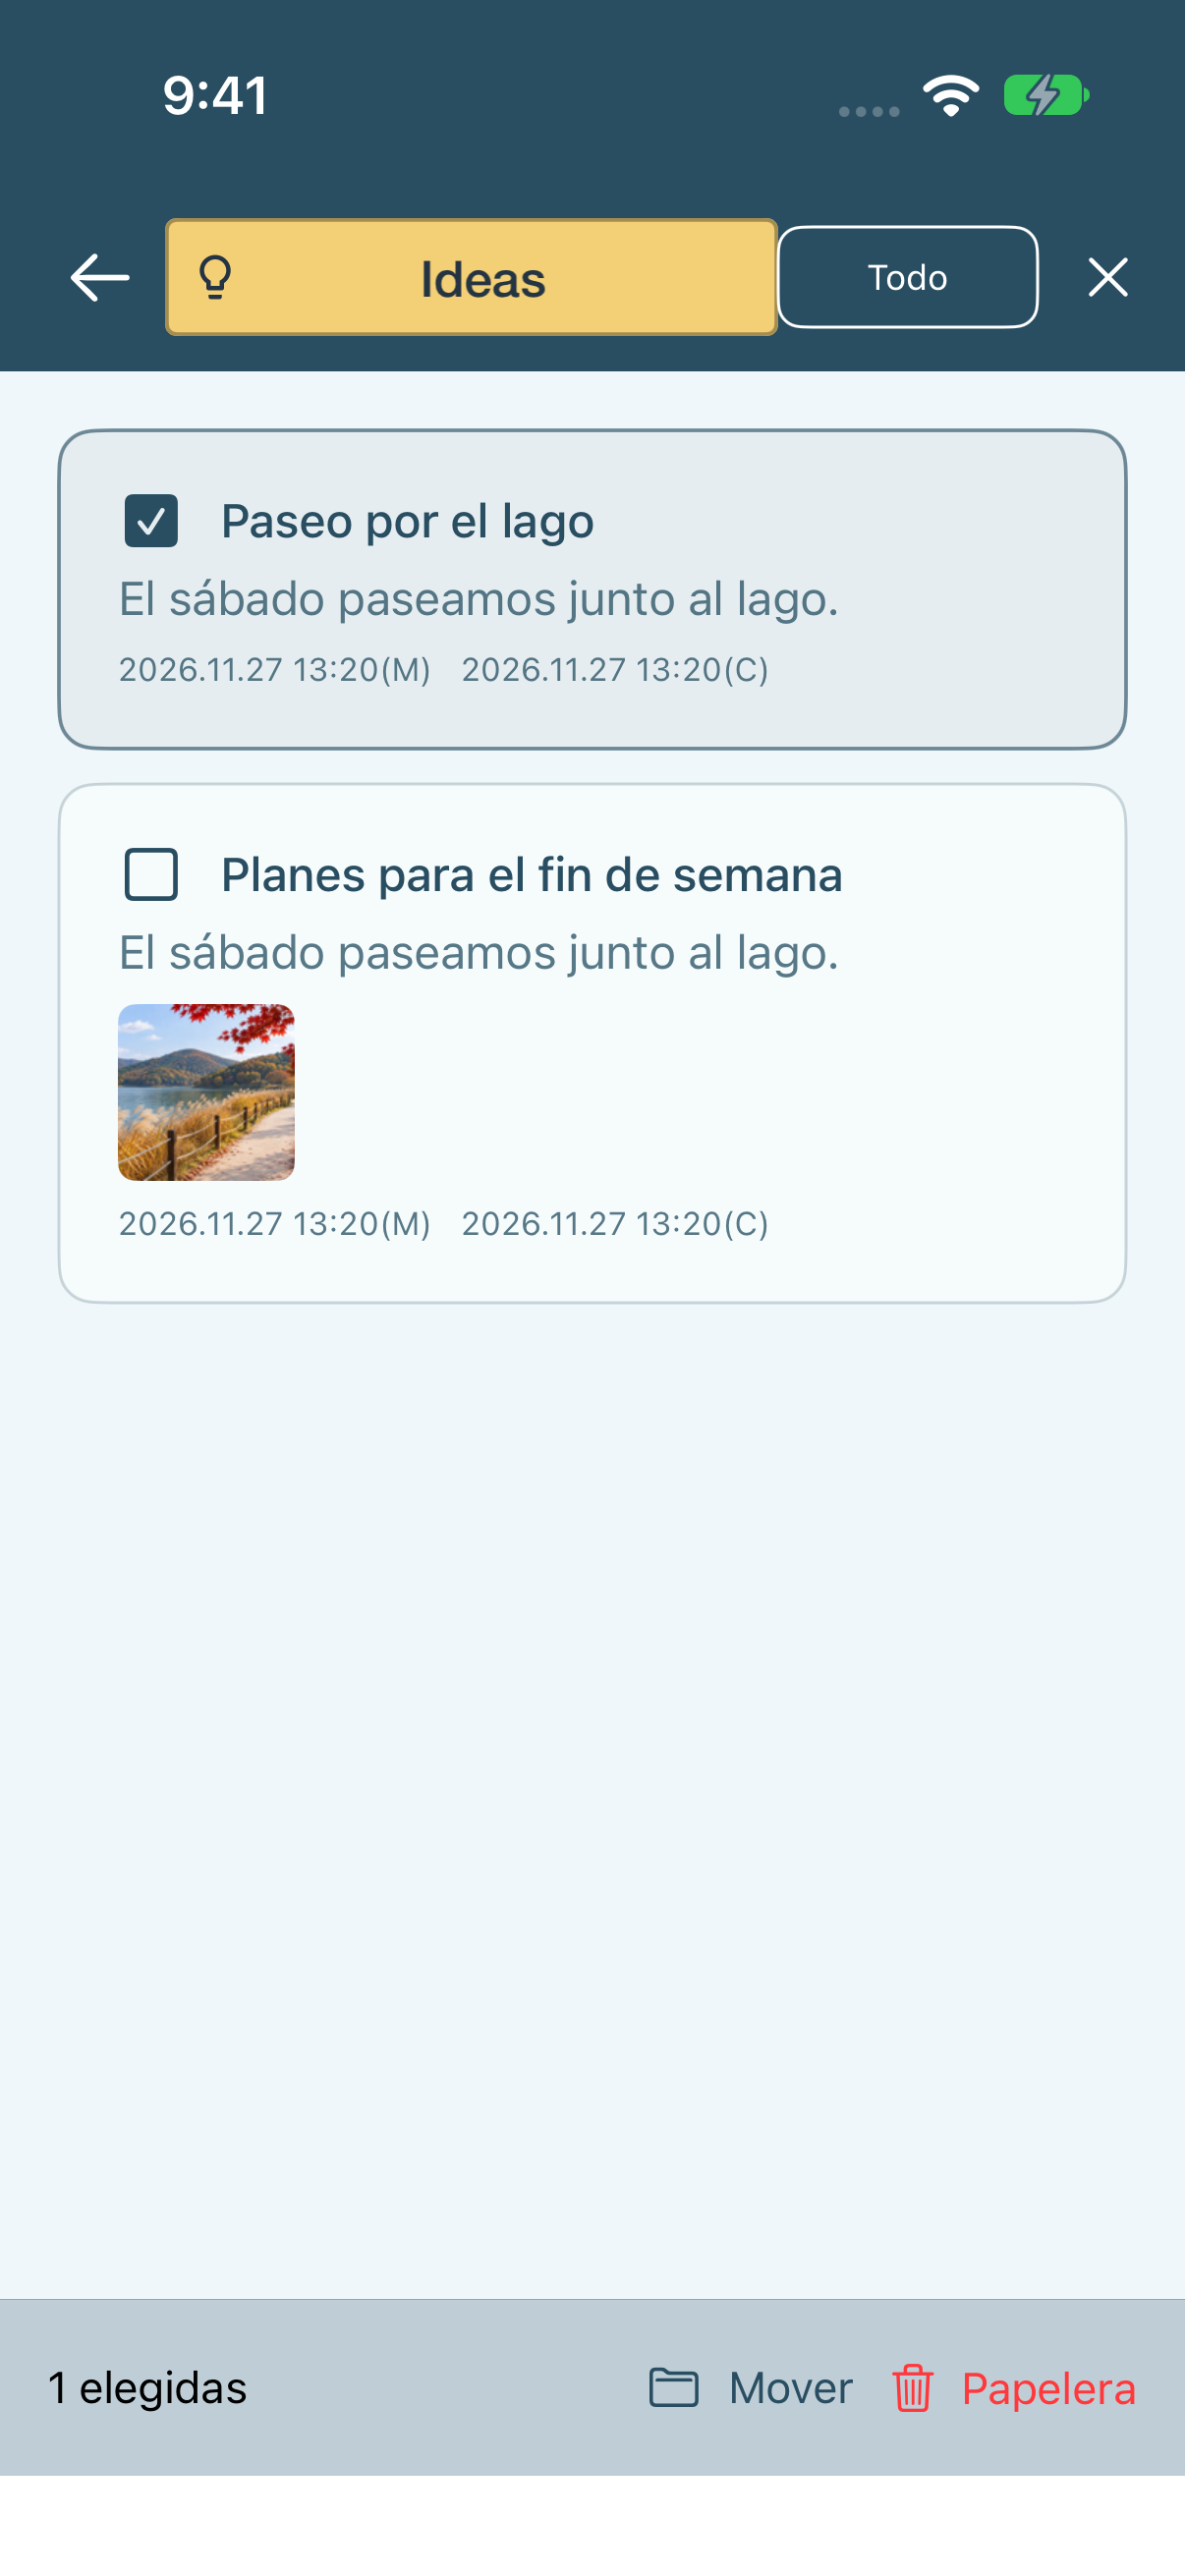 9:41
Ideas
Todo
Paseo por el lago
El sábado paseamos junto al lago.
2026.11.27 13:20(M) 2026.11.27 13:20(C)
Planes para el fin de semana
El sábado paseamos junto al lago.
2026.11.27 13:20(M) 2026.11.27 13:20(C)
1 elegidas
Mover
Papelera